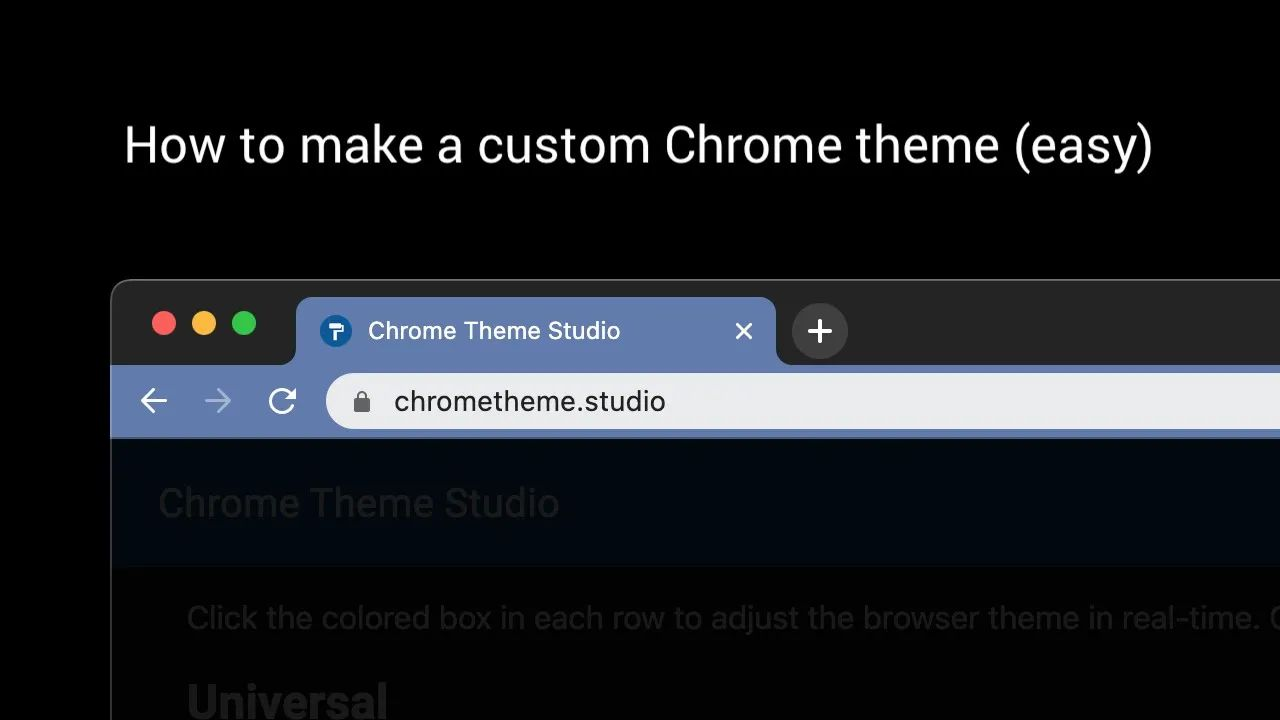 How to make a custom Chrome theme (easy)
Chrome Theme Studio
chrometheme.studio
Chrome Theme Studio
Click the colored box in each row to adjust the browser theme in real-time.
Universal